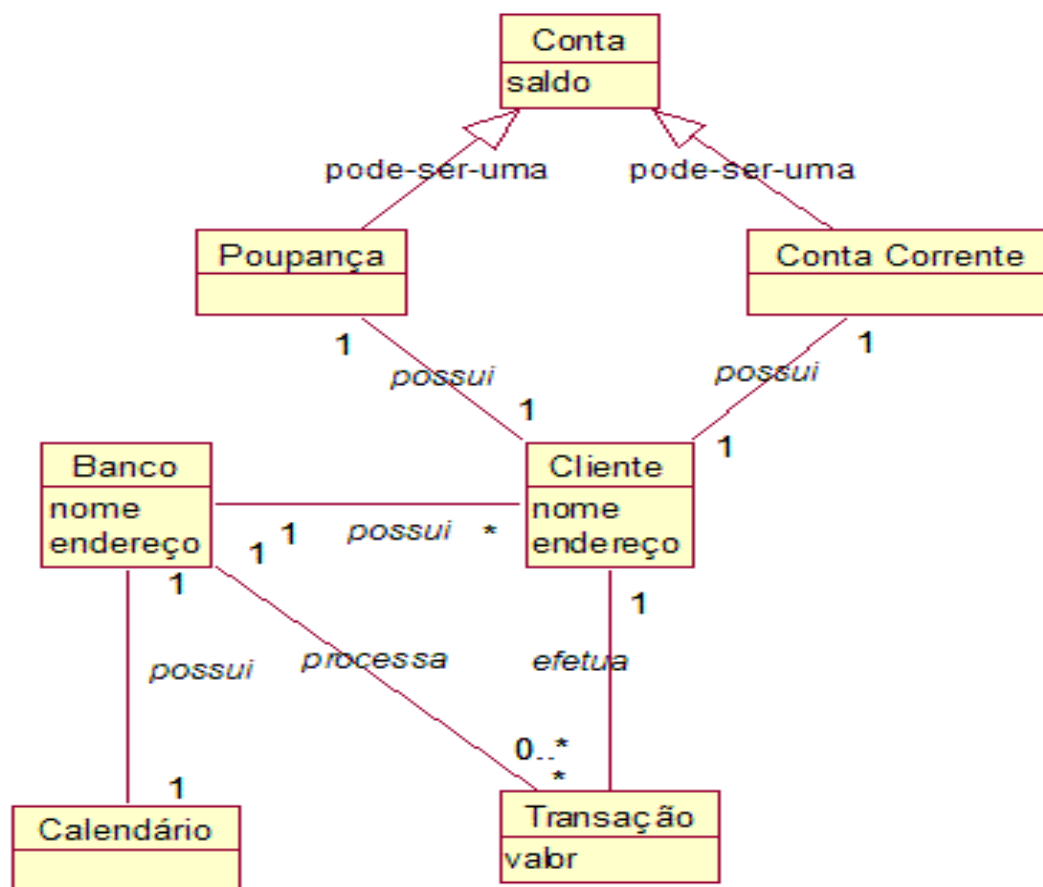 Conta
saldo
pode-ser-uma
pode-ser-uma
Poupança
Conta Corrente
1
1
possui
possui
1
1
Banco
Cliente
nome
endereço
nome
endereço
1
possui
*
1
1
1
possui
processa
efetua
0..*
*
1
Calendário
Transação
valor